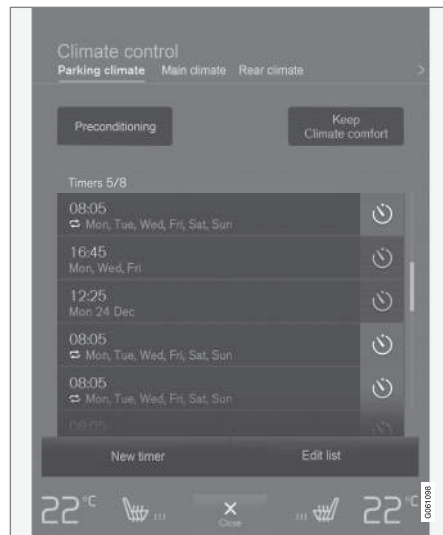 Climate control
Parking climate Main climate Rear climate >
Preconditioning
Keep
Climate comfort
Timers 5/8
08:05
Mon, Tue, Wed, Fri, Sat, Sun
16:45
Mon, Wed, Fri
12:25
Mon 24 Dec
08:05
Mon, Tue, Wed, Fri, Sat, Sun
08:05
Mon, Tue, Wed, Fri, Sat, Sun
08:05
New timer Edit list
22°C 22°C
Close
G061098